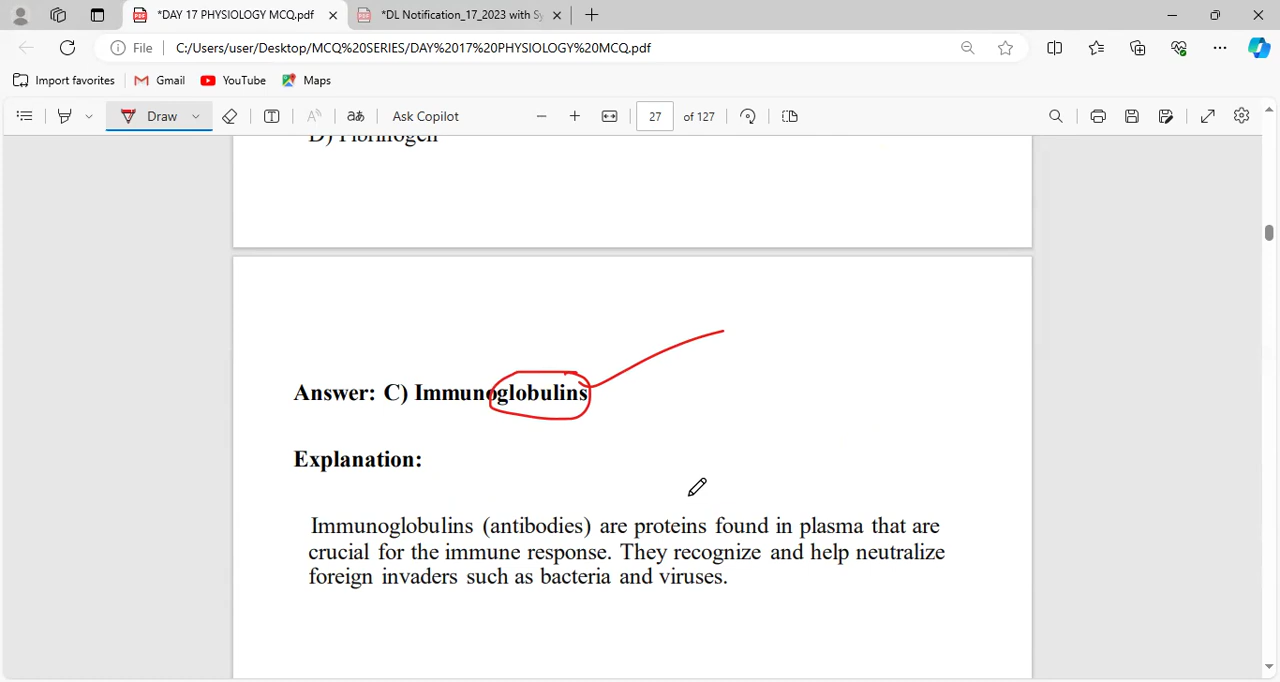 *DAY 17 PHYSIOLOGY MCQ.pdf
*DL Notification_17_2023 with Sy
File
C:/Users/user/Desktop/MCQ%20SERIES/DAY%2017%20PHYSIOLOGY%20MCQ.pdf
Import favorites
Gmail
YouTube
Maps
Draw
Ask Copilot
27
of 127
D) Fibrinogen
Answer: C) Immunoglobulins
Explanation:
Immunoglobulins (antibodies) are proteins found in plasma that are
crucial for the immune response. They recognize and help neutralize
foreign invaders such as bacteria and viruses.